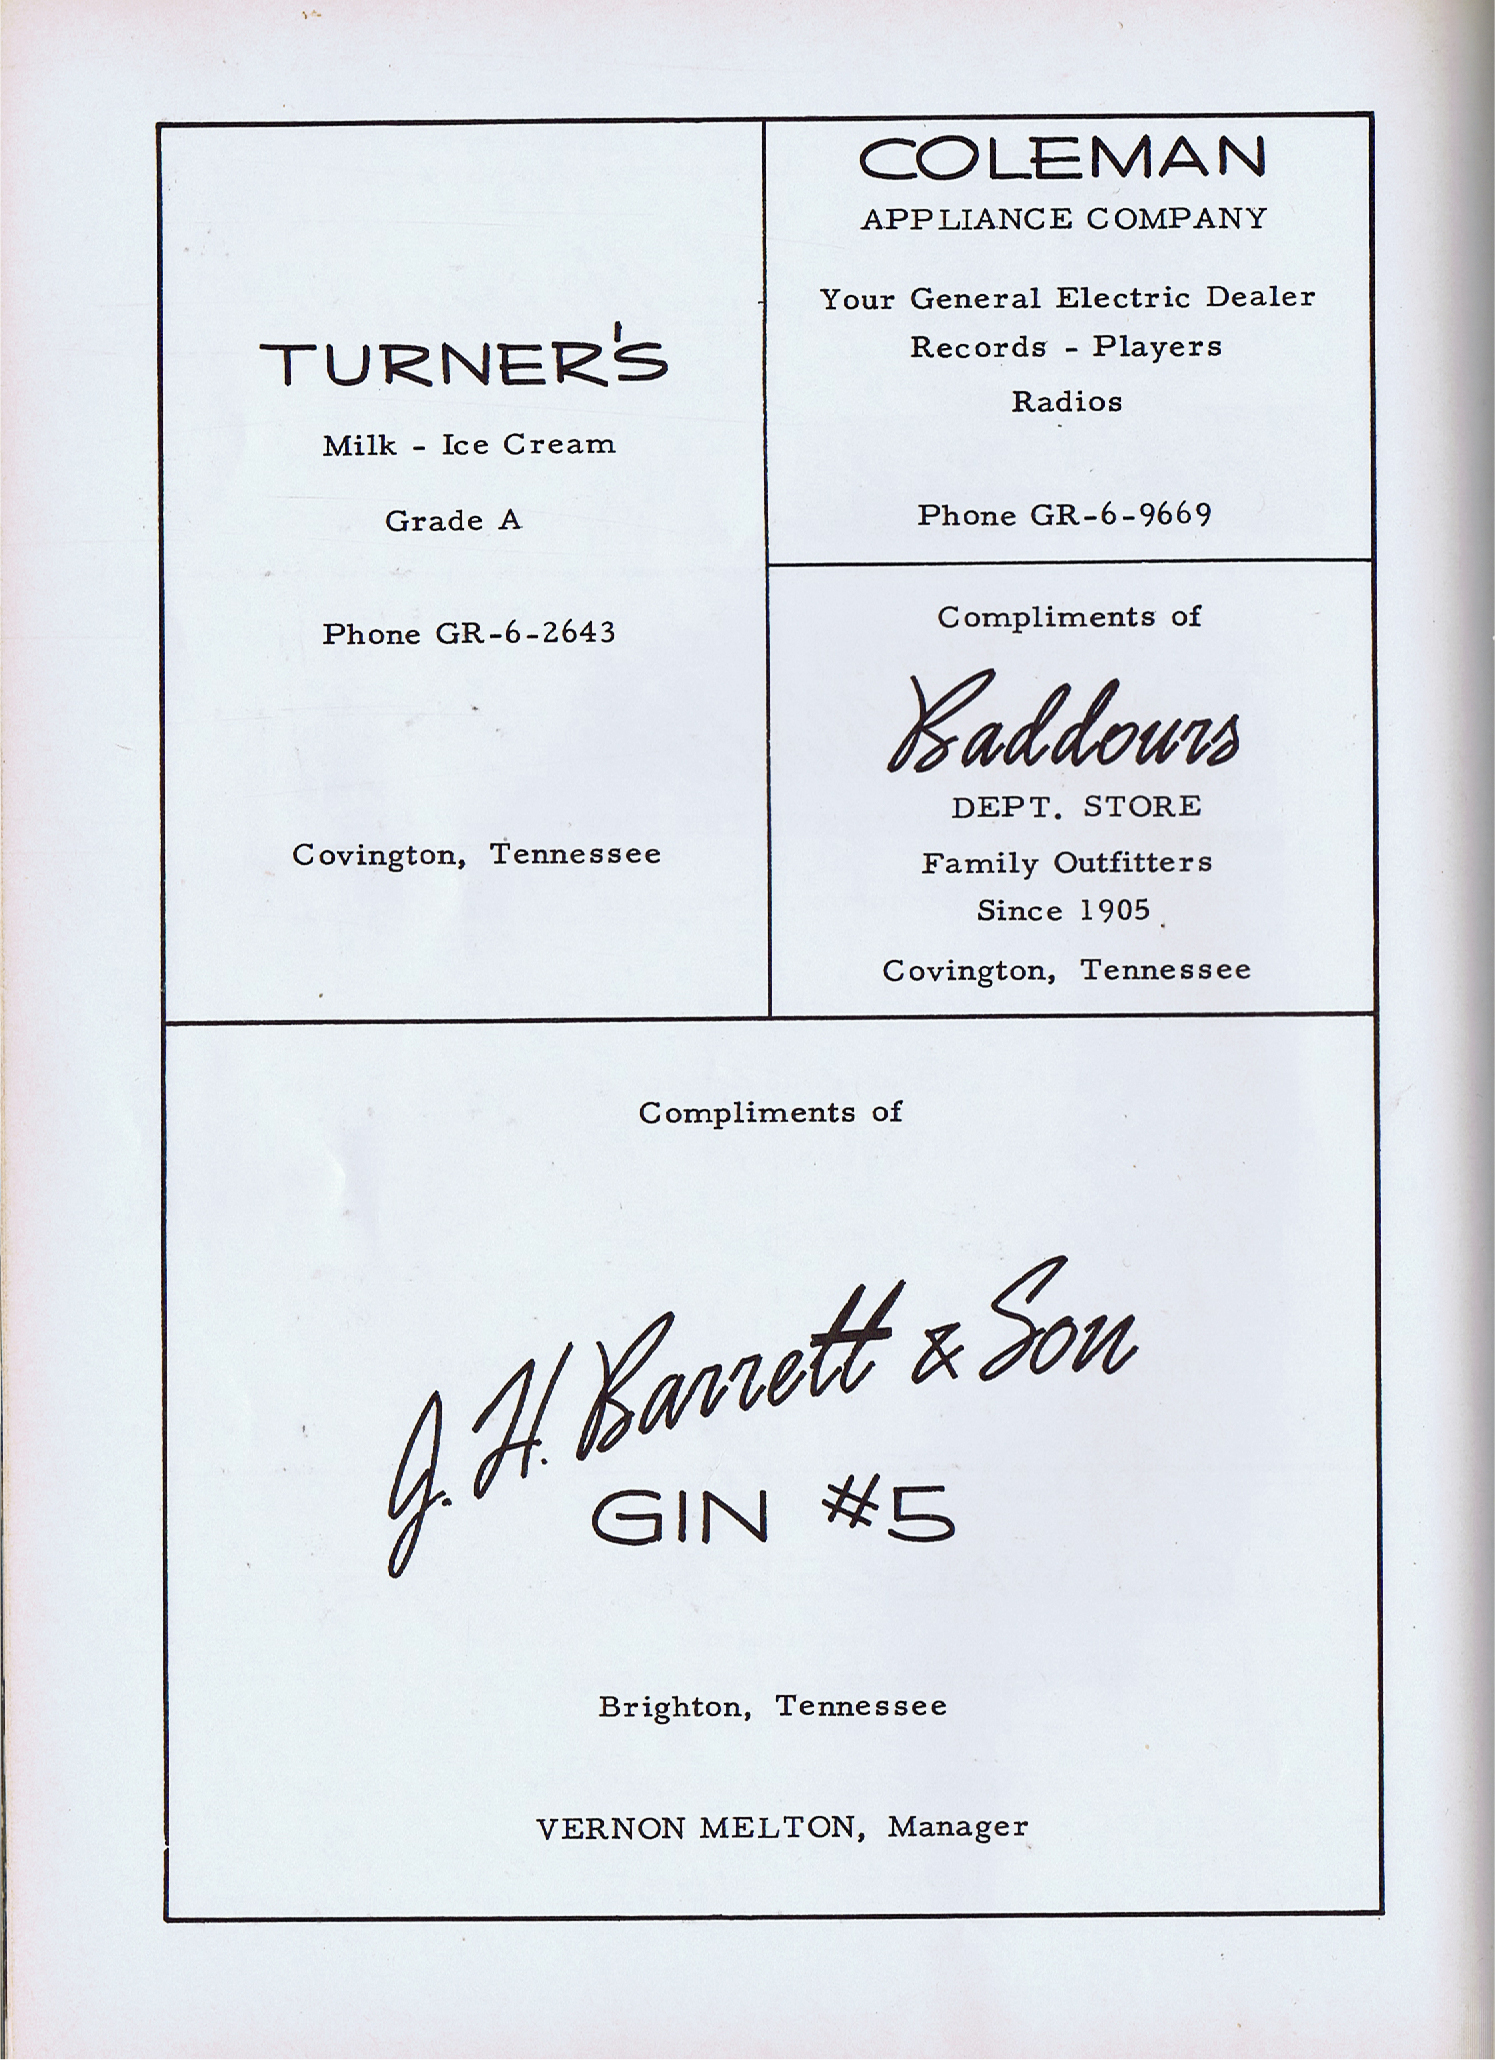 TURNER'S
Milk - Ice Cream
Grade A
Phone GR-6-2643
Covington, Tennessee
COLEMAN
APPLIANCE COMPANY
Your General Electric Dealer
Records - Players
Radios
Phone GR-6-9669
Compliments of
Baddours
DEPT. STORE
Family Outfitters
Since 1905
Covington, Tennessee
Compliments of
J. H. Barrett & Son
GIN #5
Brighton, Tennessee
VERNON MELTON, Manager